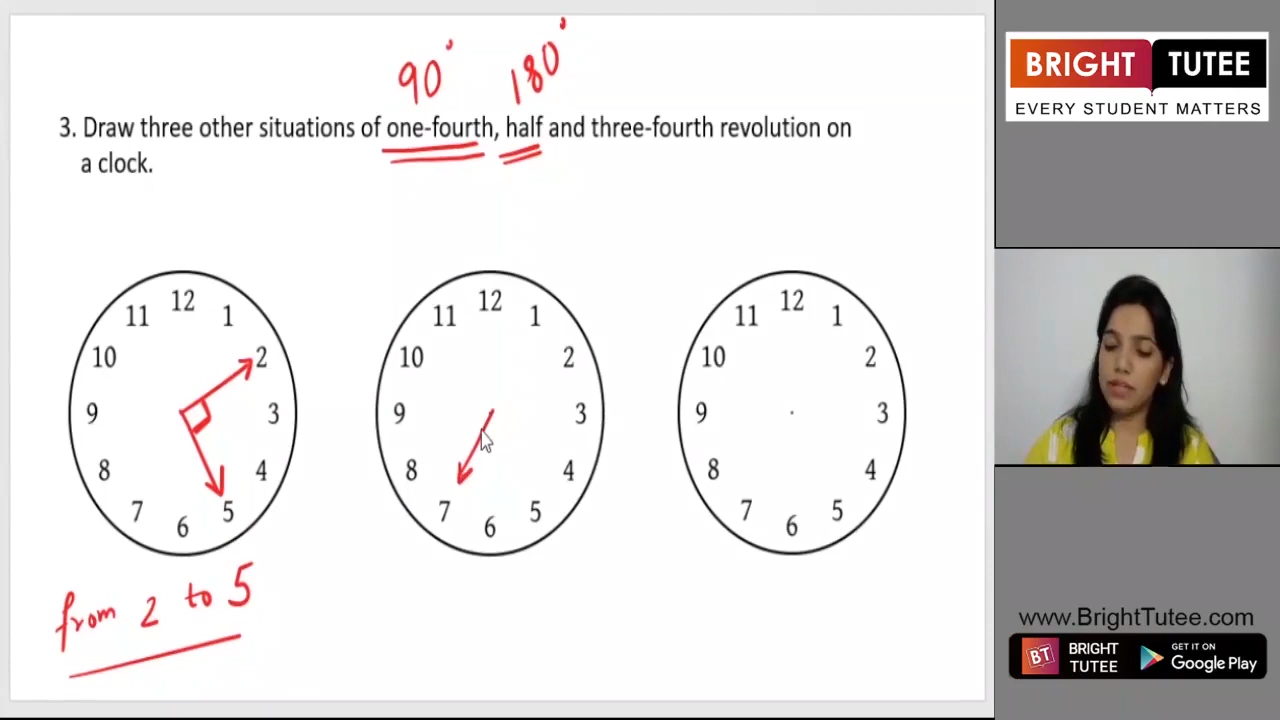 90° 180°
3. Draw three other situations of one-fourth, half and three-fourth revolution on
a clock.
12
11 1
10 2
9 3
8 4
7 5
6
12
11 1
10 2
9 3
8 4
7 5
6
12
11 1
10 2
9 3
8 4
7 5
6
from 2 to 5
BRIGHT TUTEE
EVERY STUDENT MATTERS
www.BrightTutee.com
BT BRIGHT TUTEE
GET IT ON
Google Play